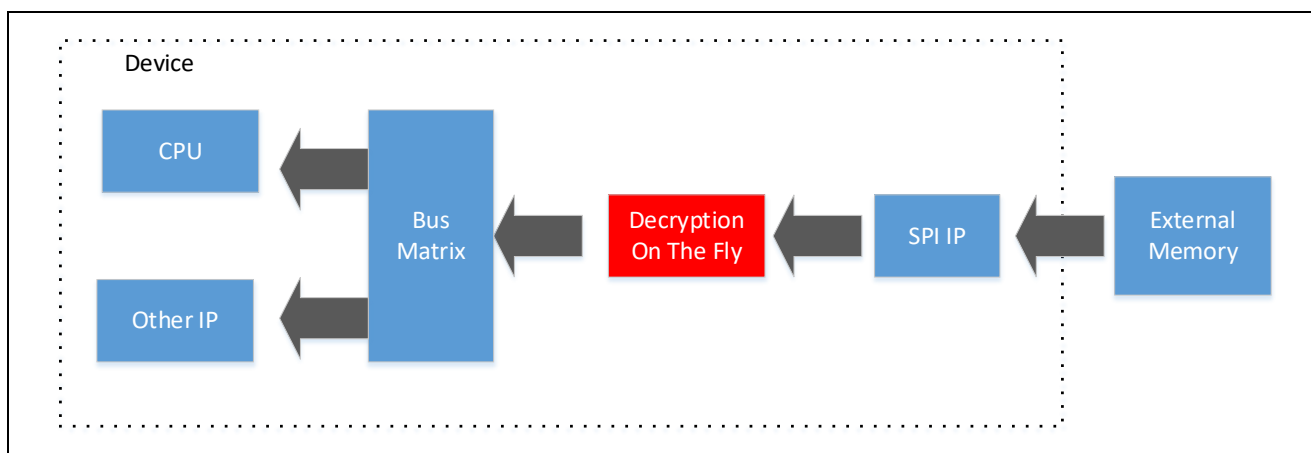 Device
CPU
Other IP
Bus
Matrix
Decryption
On The Fly
SPI IP
External
Memory